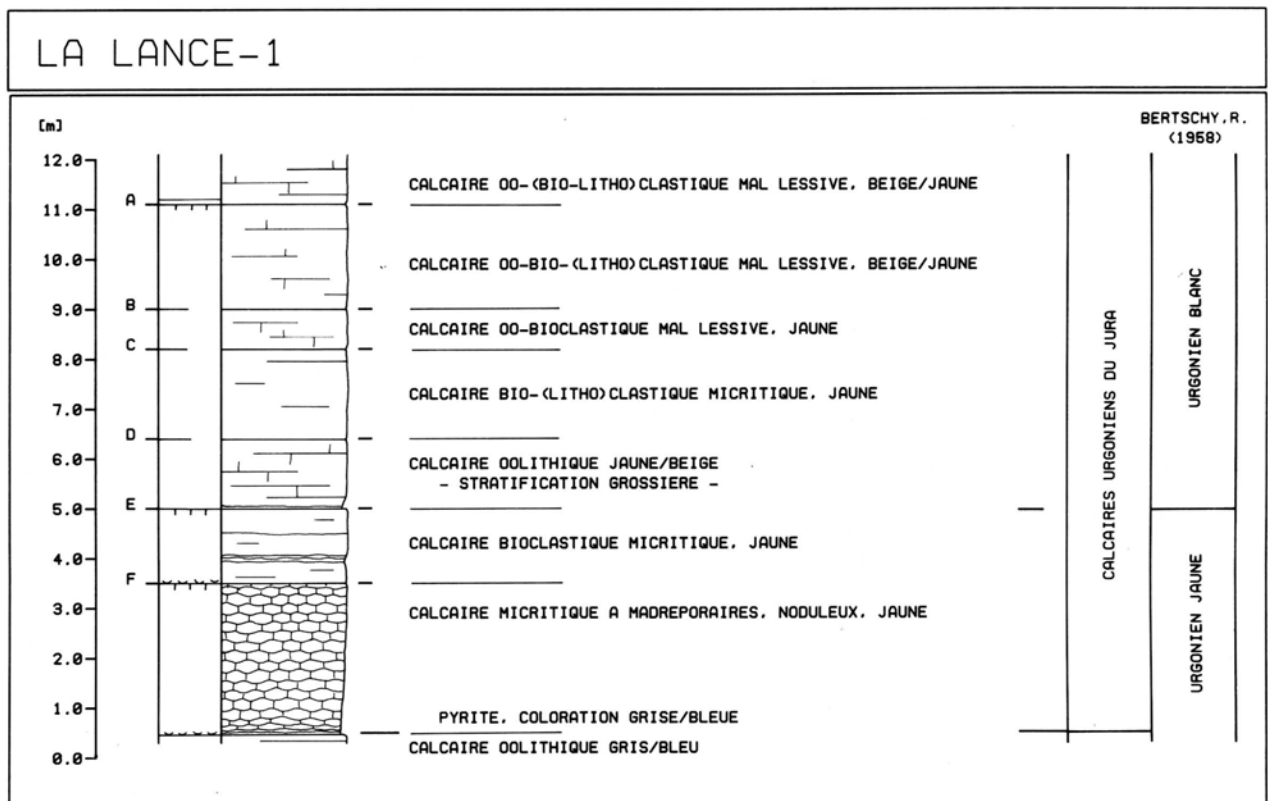 LA LANCE-1
[m]
BERTSCHY.R.
(1958)
12.0
CALCAIRE OO-(BIO-LITHO)CLASTIQUE MAL LESSIVE. BEIGE/JAUNE
A
11.0
10.0
CALCAIRE OO-BIO-(LITHO)CLASTIQUE MAL LESSIVE. BEIGE/JAUNE
B
9.0
CALCAIRE OO-BIOCLASTIQUE MAL LESSIVE. JAUNE
C
8.0
CALCAIRE BIO-(LITHO)CLASTIQUE MICRITIQUE. JAUNE
7.0
D
6.0
CALCAIRE OOLITHIQUE JAUNE/BEIGE
- STRATIFICATION GROSSIERE -
E
5.0
CALCAIRE BIOCLASTIQUE MICRITIQUE. JAUNE
4.0
F
3.0
CALCAIRE MICRITIQUE A MADREPORAIRES. NODULEUX. JAUNE
2.0
1.0
PYRITE. COLORATION GRISE/BLEUE
CALCAIRE OOLITHIQUE GRIS/BLEU
0.0
CALCAIRES URGONIENS DU JURA
URGONIEN BLANC
URGONIEN JAUNE